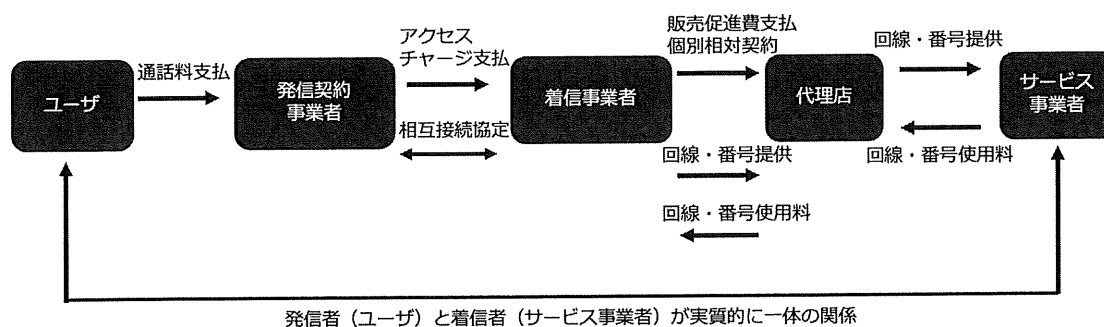 ユーザ
通話料支払
発信契約
事業者
アクセス
チャージ支払
相互接続協定
着信事業者
販売促進費支払
個別相対契約
回線・番号提供
回線・番号使用料
代理店
回線・番号提供
回線・番号使用料
サービス
事業者
発信者（ユーザ）と着信者（サービス事業者）が実質的に一体の関係